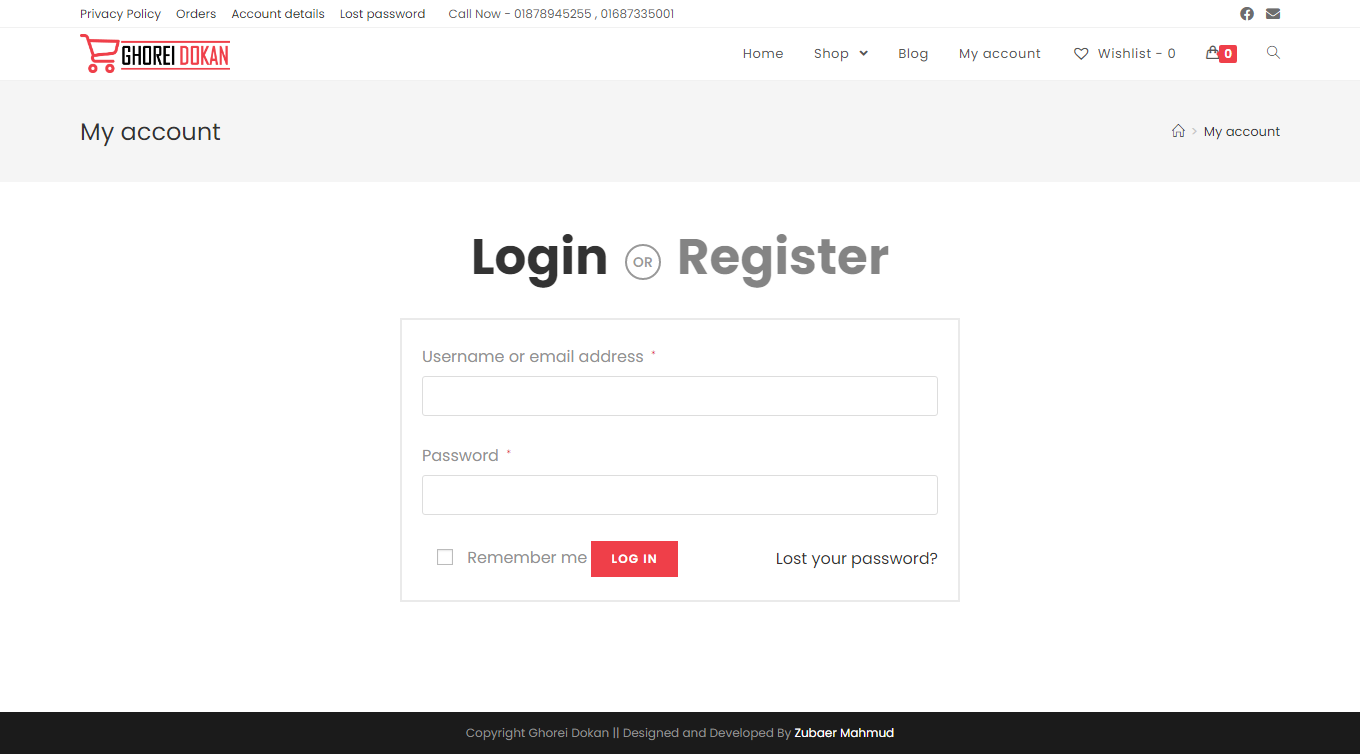 Privacy Policy Orders Account details Lost password Call Now - 01878945255 , 01687335001
GHOREI DOKAN
Home Shop Blog My account Wishlist - 0 0
My account
> My account
Login OR Register
Username or email address *
Password *
Remember me LOG IN Lost your password?
Copyright Ghorei Dokan || Designed and Developed By Zubaer Mahmud